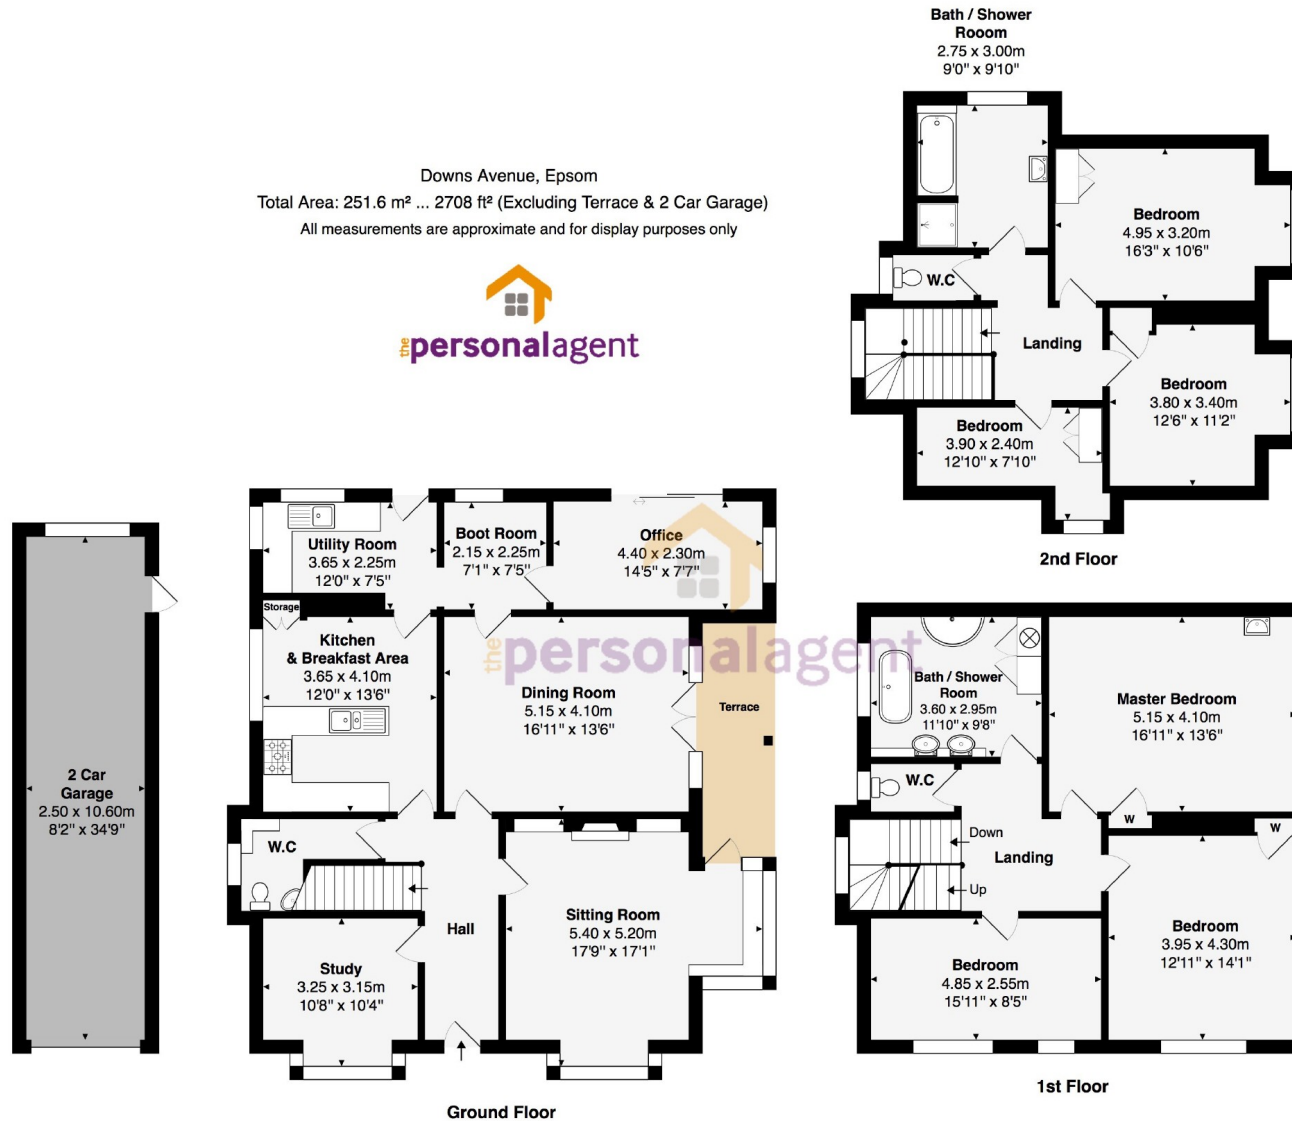 Bath / Shower
Rooom
2.75 x 3.00m
9'0" x 9'10"
Downs Avenue, Epsom
Total Area: 251.6 m² ... 2708 ft² (Excluding Terrace & 2 Car Garage)
All measurements are approximate and for display purposes only
thepersonalagent
Bedroom
4.95 x 3.20m
16'3" x 10'6"
W.C
Landing
Bedroom
3.80 x 3.40m
12'6" x 11'2"
Bedroom
3.90 x 2.40m
12'10" x 7'10"
2nd Floor
2 Car
Garage
2.50 x 10.60m
8'2" x 34'9"
Utility Room
3.65 x 2.25m
12'0" x 7'5"
Boot Room
2.15 x 2.25m
7'1" x 7'5"
Office
4.40 x 2.30m
14'5" x 7'7"
Storage
Kitchen
& Breakfast Area
3.65 x 4.10m
12'0" x 13'6"
thepersonalagent
Dining Room
5.15 x 4.10m
16'11" x 13'6"
Terrace
W.C
Hall
Sitting Room
5.40 x 5.20m
17'9" x 17'1"
Study
3.25 x 3.15m
10'8" x 10'4"
Ground Floor
Bath / Shower
Room
3.60 x 2.95m
11'10" x 9'8"
Master Bedroom
5.15 x 4.10m
16'11" x 13'6"
W.C
W
W
Down
Landing
Up
Bedroom
3.95 x 4.30m
12'11" x 14'1"
Bedroom
4.85 x 2.55m
15'11" x 8'5"
1st Floor